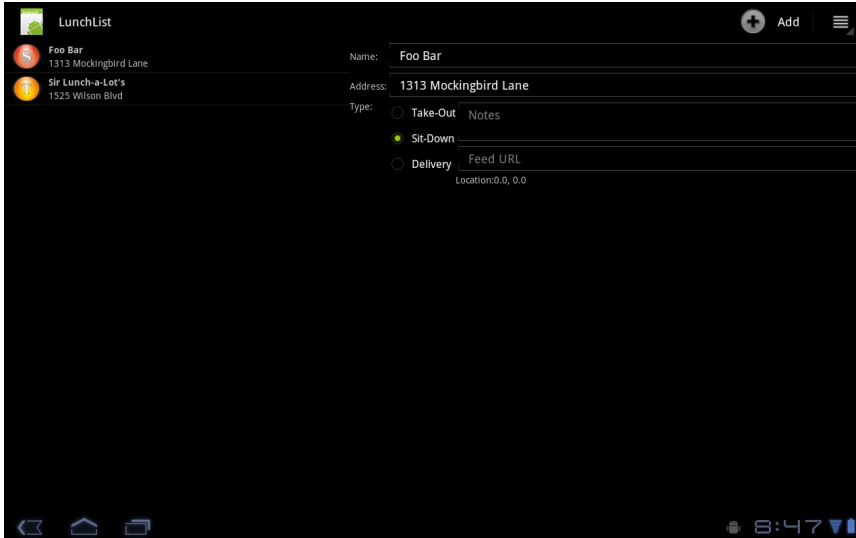 LunchList
Add
Foo Bar
1313 Mockingbird Lane
Sir Lunch-a-Lot's
1525 Wilson Blvd
Name: Foo Bar
Address: 1313 Mockingbird Lane
Type: Take-Out Notes
Sit-Down
Delivery Feed URL
Location:0.0, 0.0
S
T
8:47